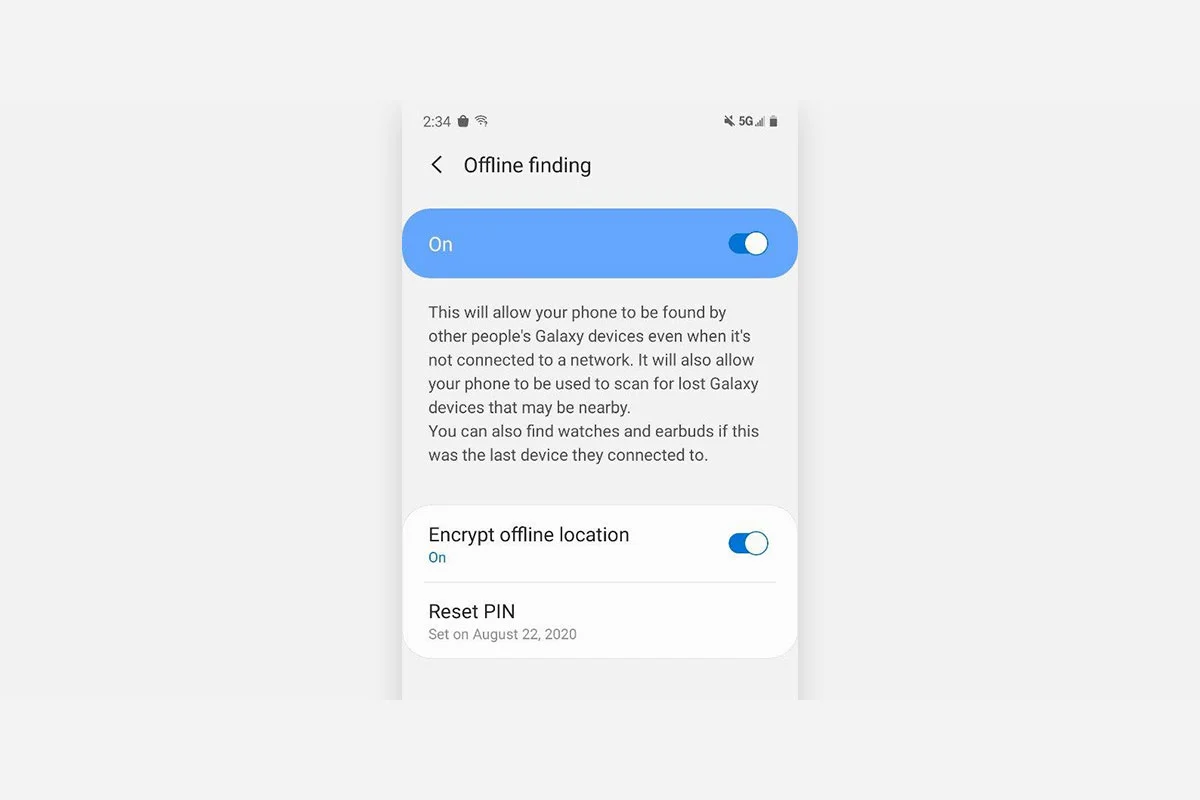 2:34 5G
Offline finding
On
This will allow your phone to be found by
other people's Galaxy devices even when it's
not connected to a network. It will also allow
your phone to be used to scan for lost Galaxy
devices that may be nearby.
You can also find watches and earbuds if this
was the last device they connected to.
Encrypt offline location
On
Reset PIN
Set on August 22, 2020